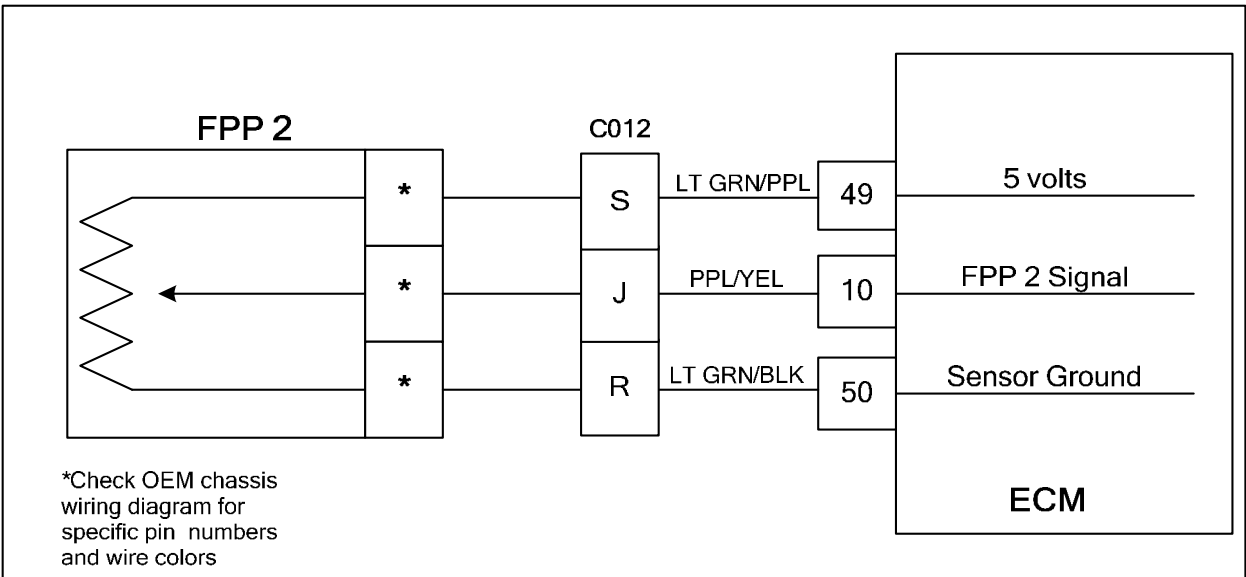 FPP 2
C012
*
S
LT GRN/PPL
49
5 volts
*
J
PPL/YEL
10
FPP 2 Signal
*
R
LT GRN/BLK
50
Sensor Ground
ECM
*Check OEM chassis
wiring diagram for
specific pin numbers
and wire colors